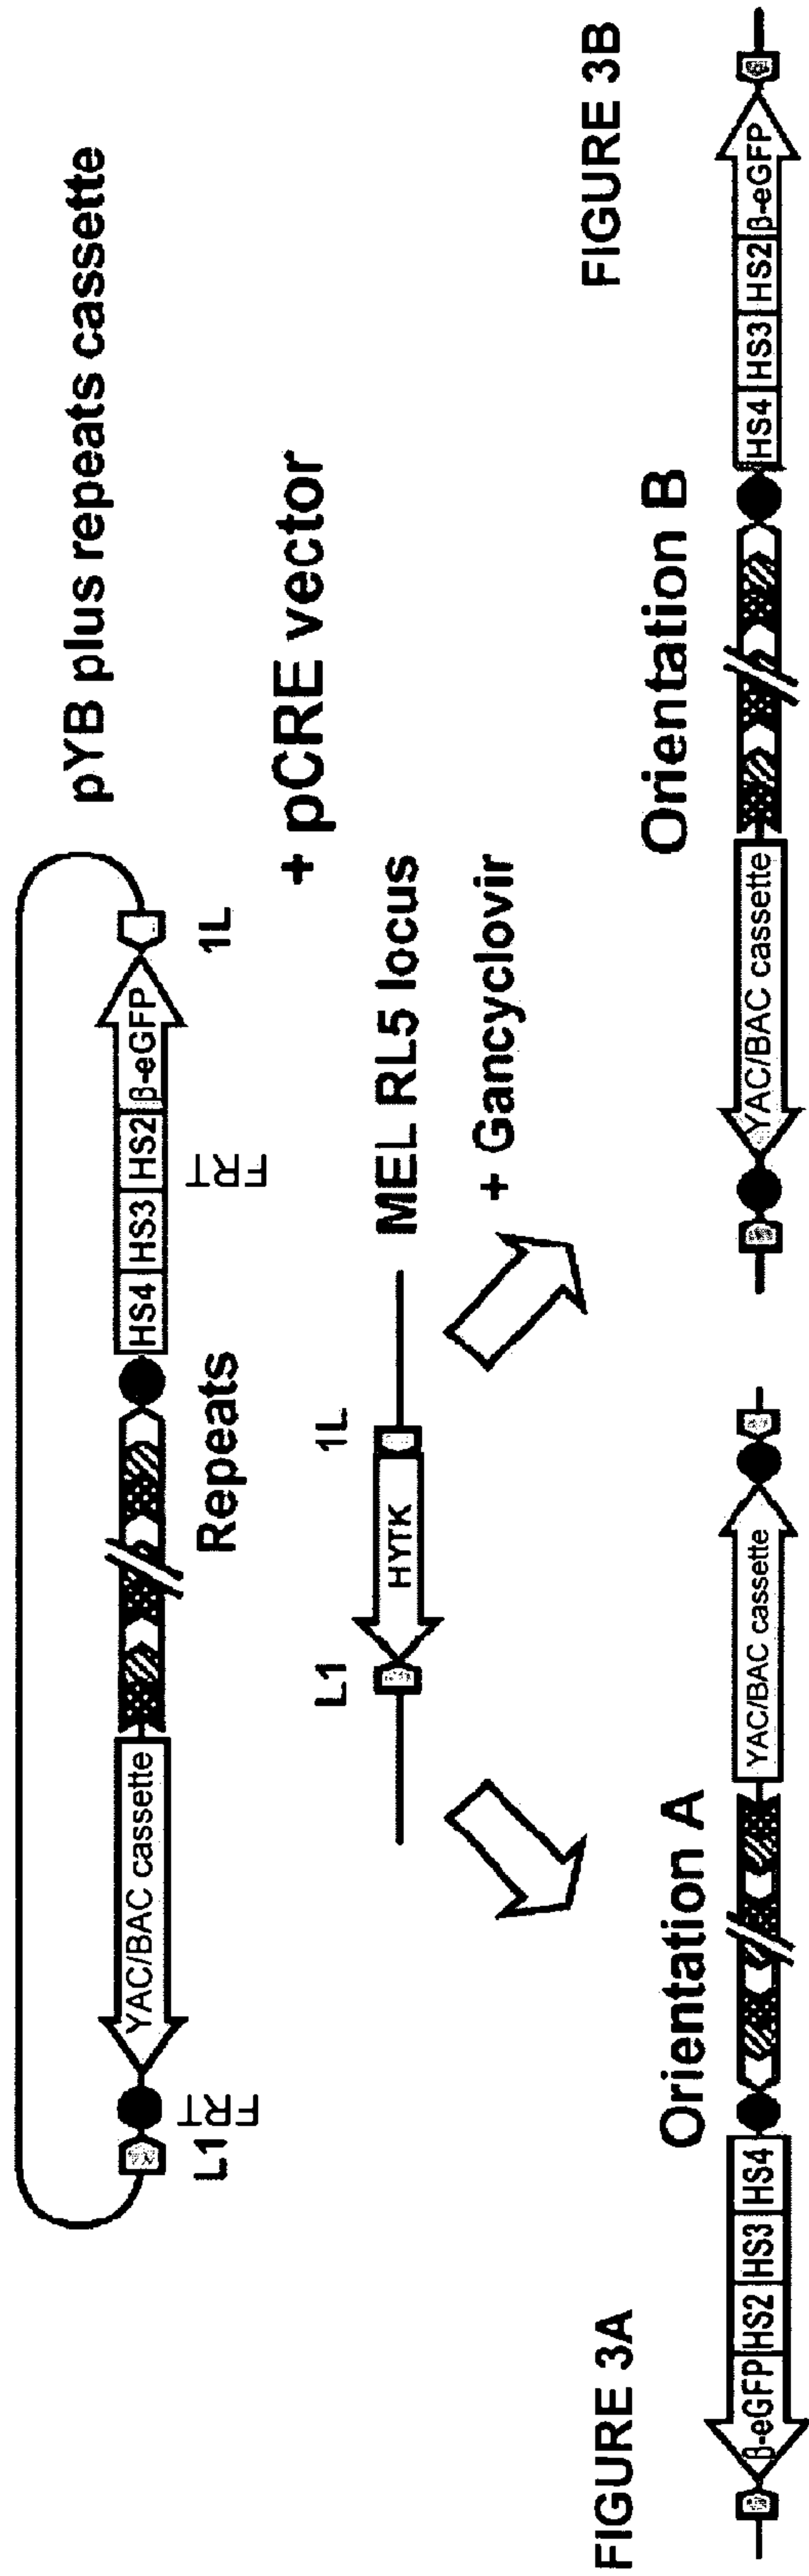 pYB plus repeats cassette
YAC/BAC cassette
HS4 HS3 HS2 β-eGFP
L1
FRT
Repeats
FRT
1L
+ pCRE vector
L1
HYTK
1L
MEL RL5 locus
+ Gancyclovir
FIGURE 3A
Orientation A
β-eGFP HS2 HS3 HS4
YAC/BAC cassette
FIGURE 3B
Orientation B
YAC/BAC cassette
HS4 HS3 HS2 β-eGFP